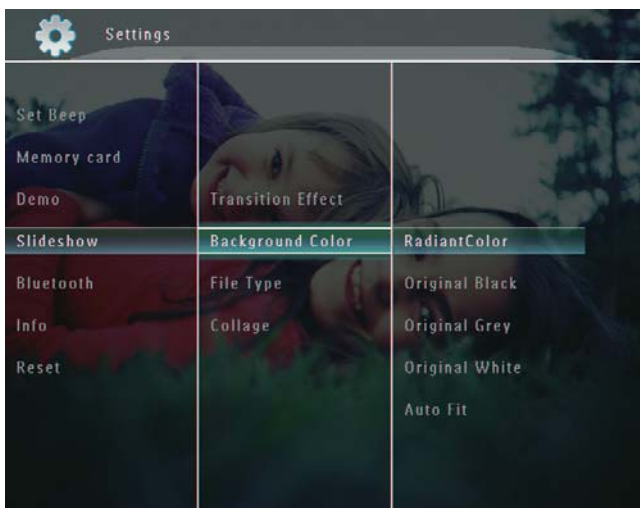 Settings
Set Beep
Memory card
Demo
Slideshow
Bluetooth
Info
Reset
Transition Effect
Background Color
File Type
Collage
RadiantColor
Original Black
Original Grey
Original White
Auto Fit